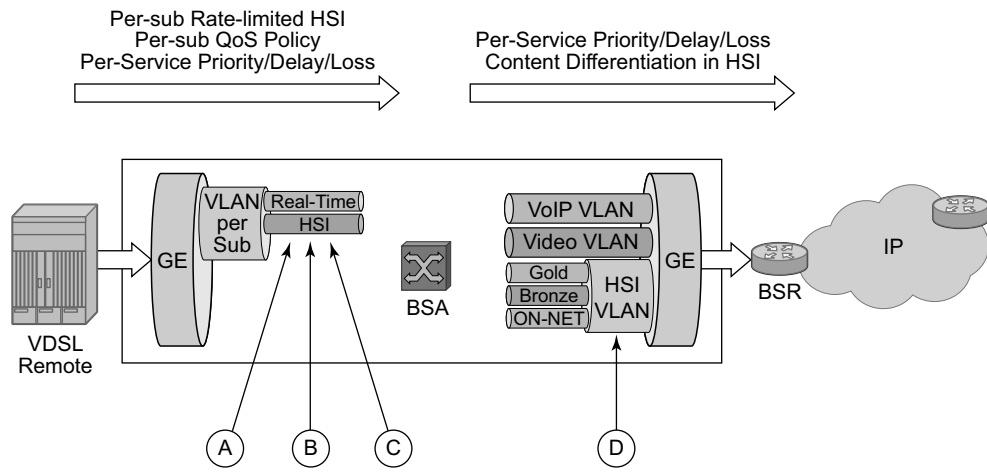 Per-sub Rate-limited HSI
Per-sub QoS Policy
Per-Service Priority/Delay/Loss
Per-Service Priority/Delay/Loss
Content Differentiation in HSI
VDSL
Remote
GE
VLAN
per
Sub
Real-Time
HSI
BSA
VoIP VLAN
Video VLAN
Gold
Bronze
ON-NET
HSI
VLAN
GE
BSR
IP
A
B
C
D